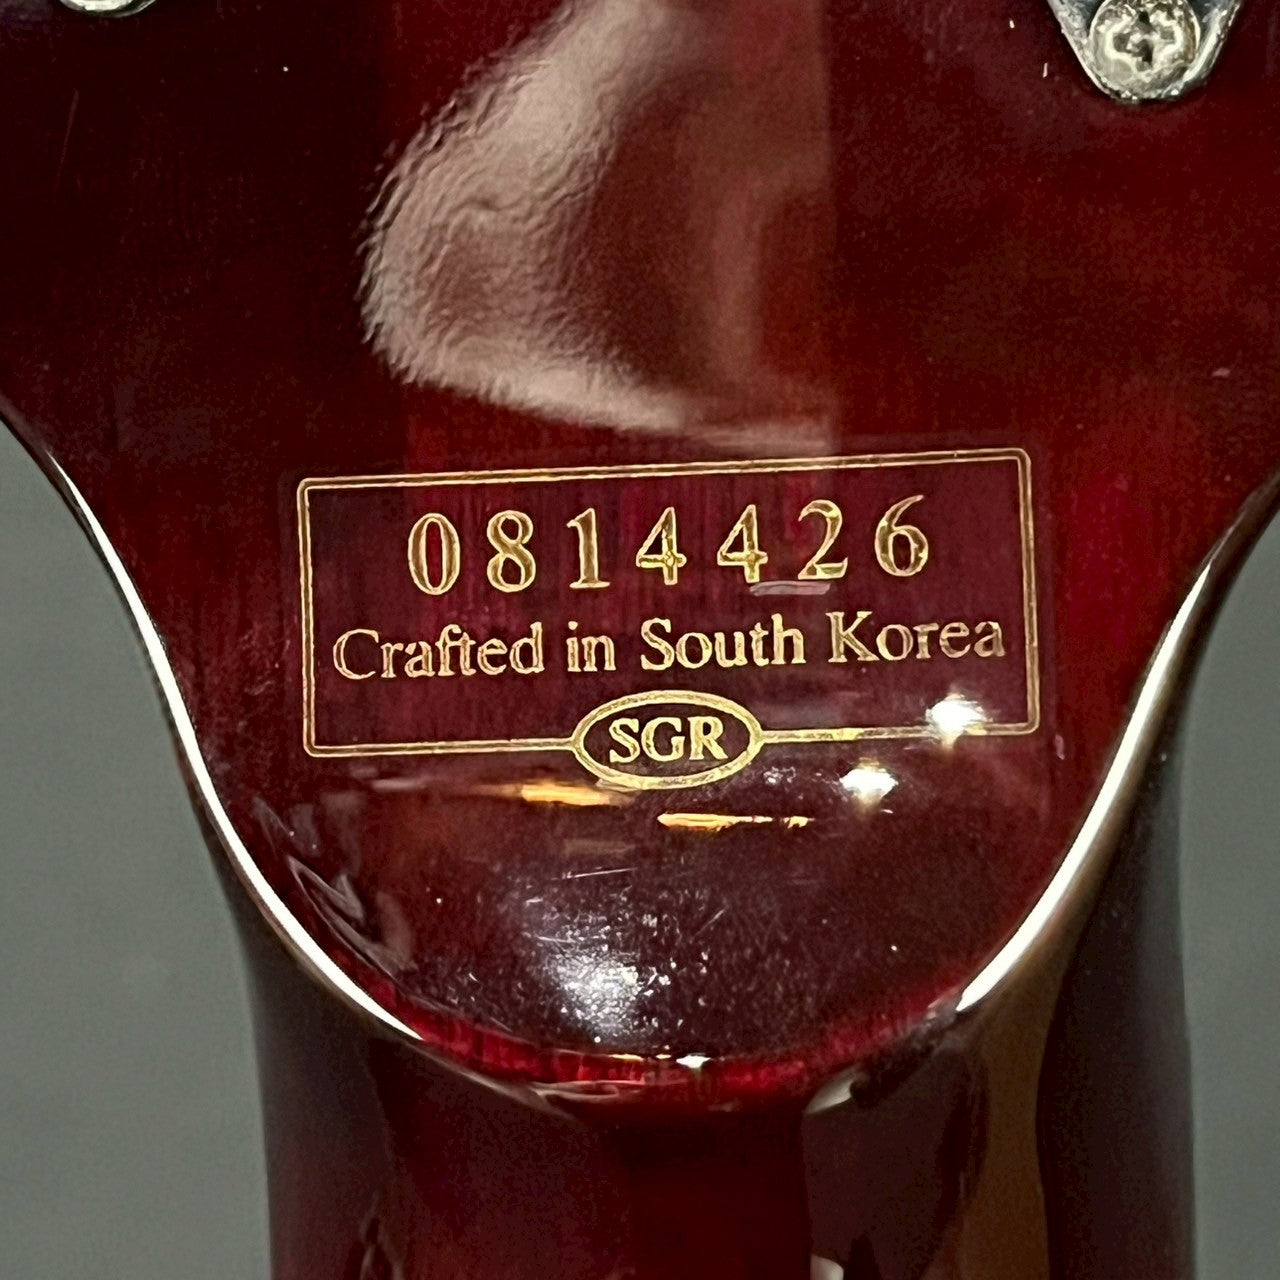 0814426
Crafted in South Korea
SGR